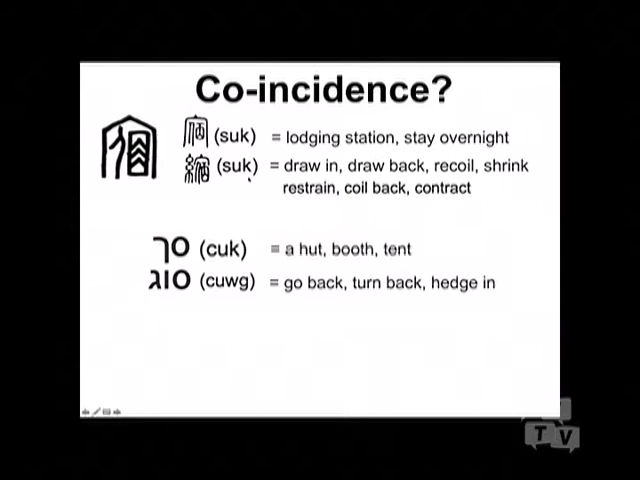 Co-incidence?
宿
宿 (suk) = lodging station, stay overnight
縮 (suk) = draw in, draw back, recoil, shrink
restrain, coil back, contract
סך (cuk) = a hut, booth, tent
סוג (cuwg) = go back, turn back, hedge in
TV